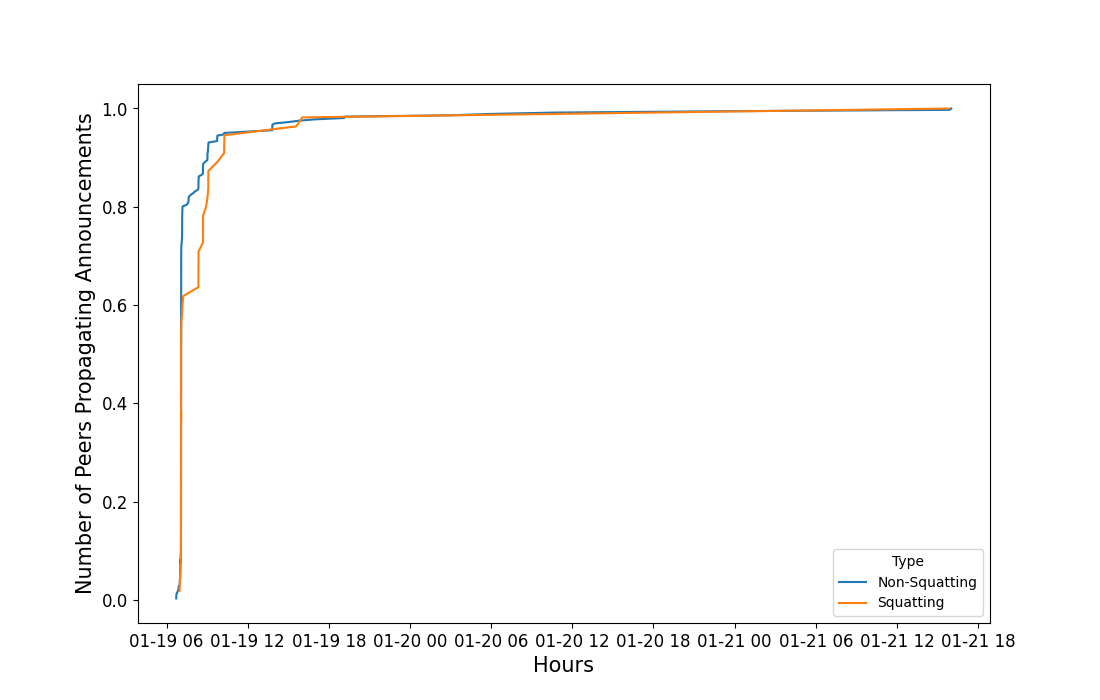 Number of Peers Propagating Announcements
1.0
0.8
0.6
0.4
0.2
0.0
Type
Non-Squatting
Squatting
01-19 06 01-19 12 01-19 18 01-20 00 01-20 06 01-20 12 01-20 18 01-21 00 01-21 06 01-21 12 01-21 18
Hours